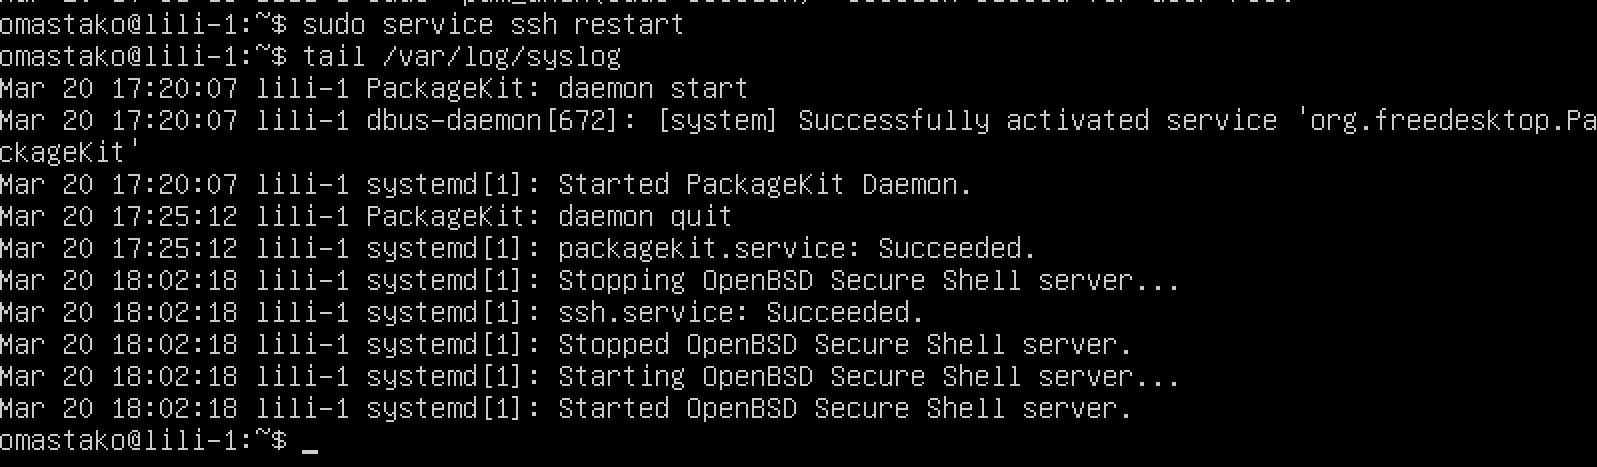 omastako@lili-1:~$ sudo service ssh restart
omastako@lili-1:~$ tail /var/log/syslog
Mar 20 17:20:07 lili-1 PackageKit: daemon start
Mar 20 17:20:07 lili-1 dbus-daemon[672]: [system] Successfully activated service 'org.freedesktop.Pa
ckageKit'
Mar 20 17:20:07 lili-1 systemd[1]: Started PackageKit Daemon.
Mar 20 17:25:12 lili-1 PackageKit: daemon quit
Mar 20 17:25:12 lili-1 systemd[1]: packagekit.service: Succeeded.
Mar 20 18:02:18 lili-1 systemd[1]: Stopping OpenBSD Secure Shell server...
Mar 20 18:02:18 lili-1 systemd[1]: ssh.service: Succeeded.
Mar 20 18:02:18 lili-1 systemd[1]: Stopped OpenBSD Secure Shell server.
Mar 20 18:02:18 lili-1 systemd[1]: Starting OpenBSD Secure Shell server...
Mar 20 18:02:18 lili-1 systemd[1]: Started OpenBSD Secure Shell server.
omastako@lili-1:~$ _